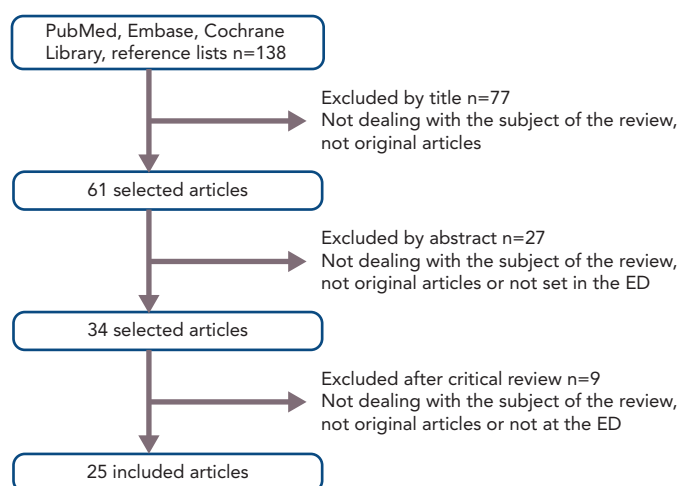 PubMed, Embase, Cochrane
Library, reference lists n=138
Excluded by title n=77
Not dealing with the subject of the review,
not original articles
61 selected articles
Excluded by abstract n=27
Not dealing with the subject of the review,
not original articles or not set in the ED
34 selected articles
Excluded after critical review n=9
Not dealing with the subject of the review,
not original articles or not at the ED
25 included articles